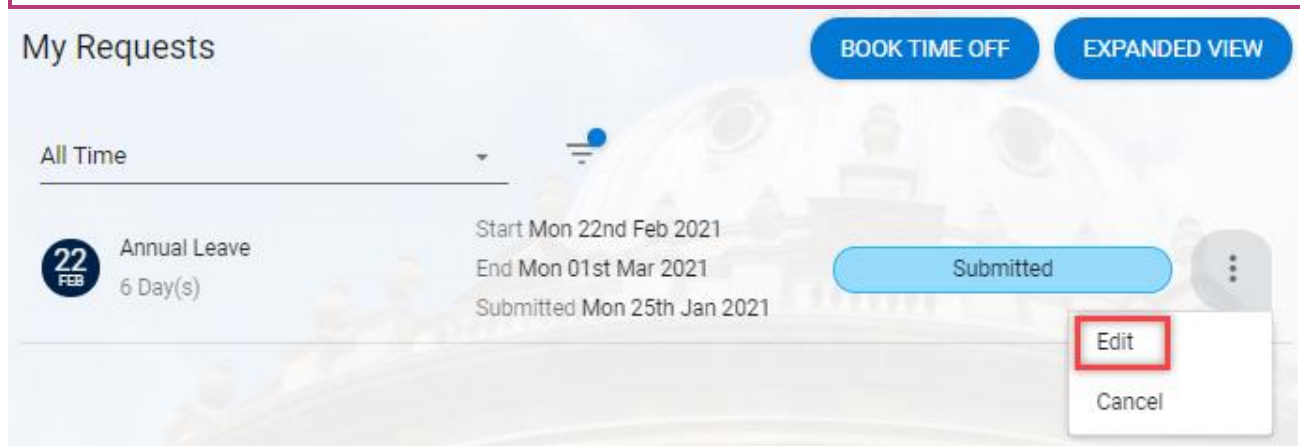 My Requests
BOOK TIME OFF
EXPANDED VIEW
All Time
22
FEB
Annual Leave
6 Day(s)
Start Mon 22nd Feb 2021
End Mon 01st Mar 2021
Submitted Mon 25th Jan 2021
Submitted
Edit
Cancel